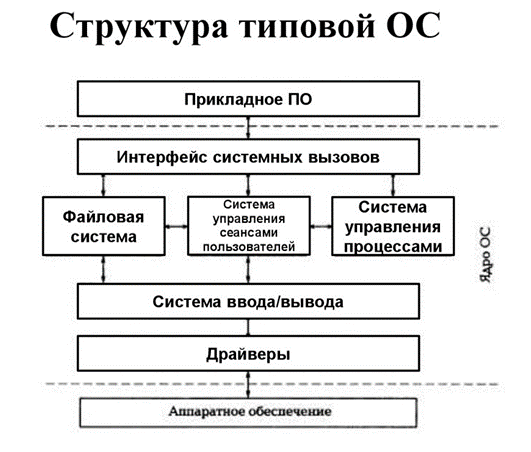 Структура типовой ОС
Прикладное ПО
Интерфейс системных вызовов
Файловая
система
Система
управления
сеансами
пользователей
Система
управления
процессами
Ядро ОС
Система ввода/вывода
Драйверы
Аппаратное обеспечение